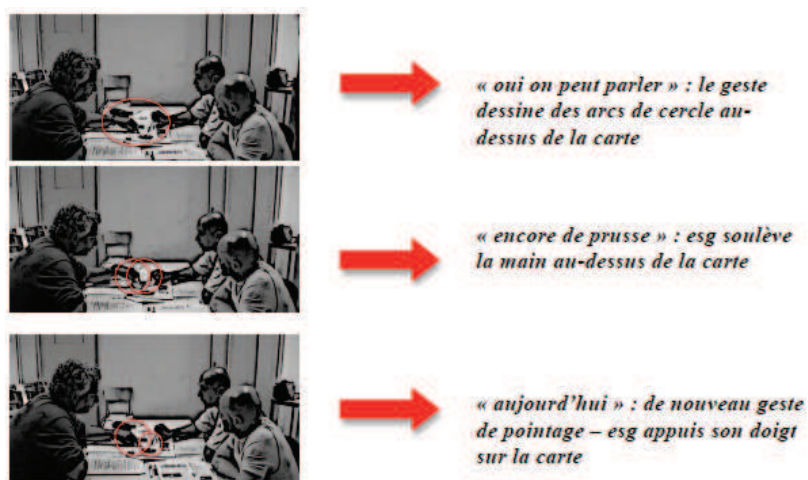 « oui on peut parler » : le geste
dessine des arcs de cercle au-
dessus de la carte
« encore de prusse » : esg soulève
la main au-dessus de la carte
« aujourd'hui » : de nouveau geste
de pointage – esg appuis son doigt
sur la carte